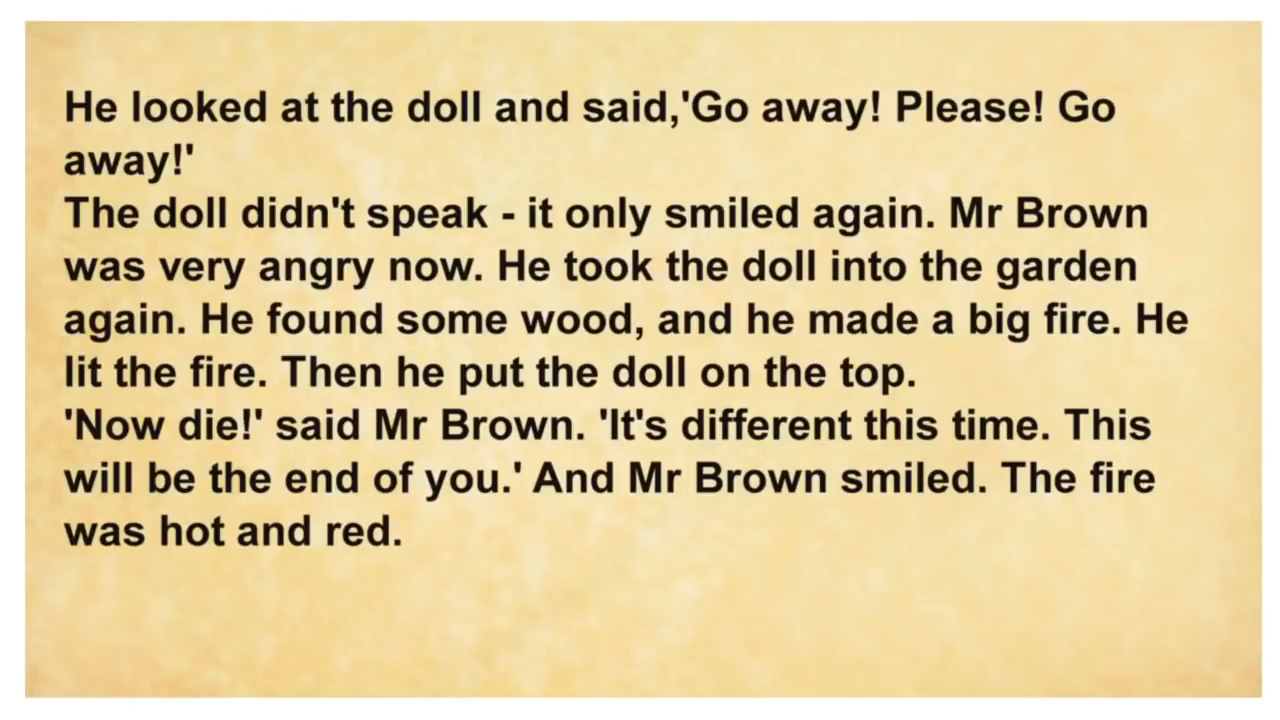 He looked at the doll and said,'Go away! Please! Go
away!'
The doll didn't speak - it only smiled again. Mr Brown
was very angry now. He took the doll into the garden
again. He found some wood, and he made a big fire. He
lit the fire. Then he put the doll on the top.
'Now die!' said Mr Brown. 'It's different this time. This
will be the end of you.' And Mr Brown smiled. The fire
was hot and red.